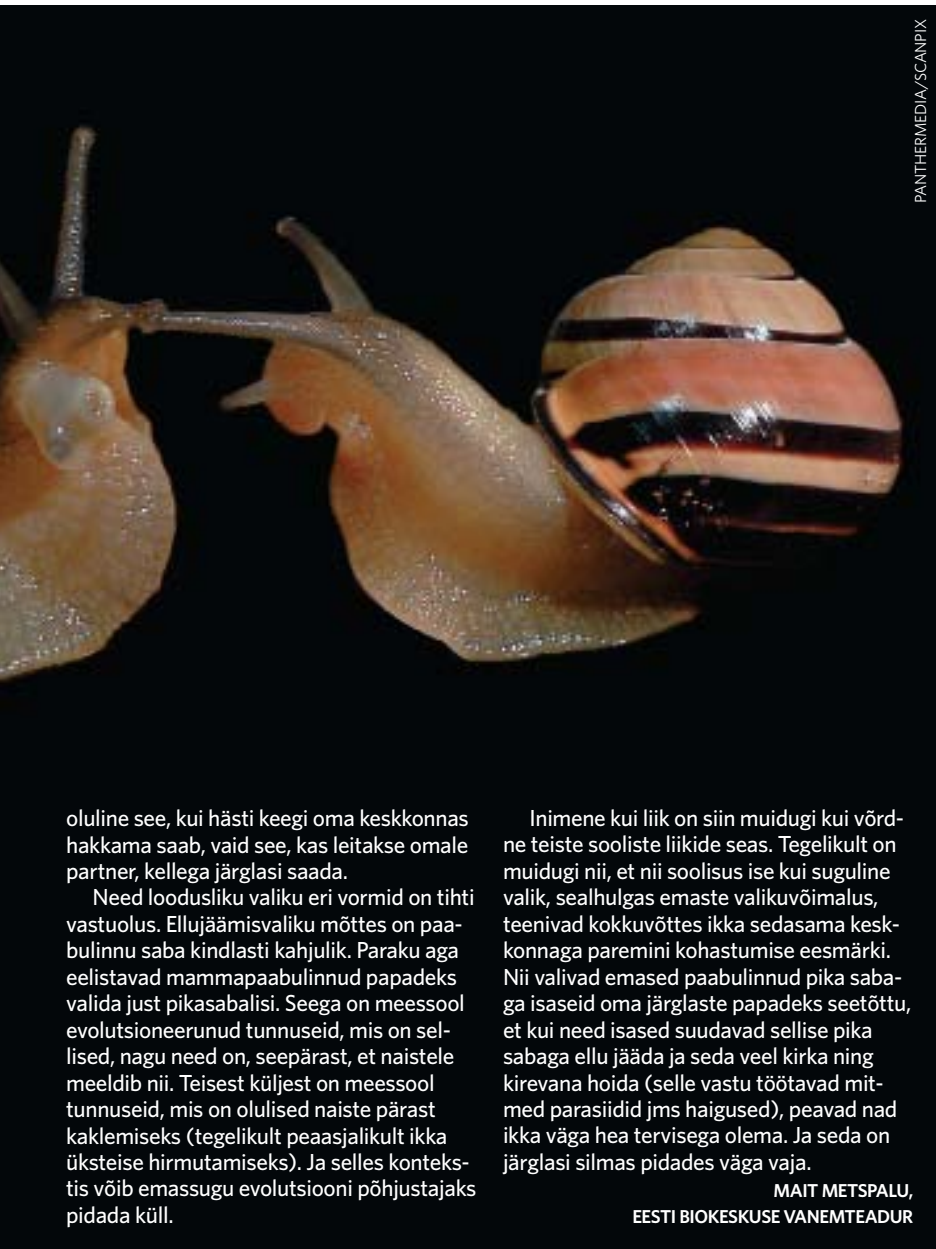 PANTHERMEDIA/SCANPIX
oluline see, kui hästi keegi oma keskkonnas
hakkama saab, vaid see, kas leitakse omale
partner, kellega järglasi saada.
Need loodusliku valiku eri vormid on tihti
vastuolus. Ellujäämisvaliku mõttes on paa-
bulinnu saba kindlasti kahjulik. Paraku aga
eelistavad mammapaabulinnud papadeks
valida just pikasabalisi. Seega on meessool
evolutsioneerunud tunnuseid, mis on sel-
lised, nagu need on, seepärast, et naistele
meeldib nii. Teisest küljest on meessool
tunnuseid, mis on olulised naiste pärast
kaklemiseks (tegelikult peaasjalikult ikka
üksteise hirmutamiseks). Ja selles konteks-
tis võib emassugu evolutsiooni põhjustajaks
pidada küll.
Inimene kui liik on siin muidugi kui võrd-
ne teiste sooliste liikide seas. Tegelikult on
muidugi nii, et nii soolisus ise kui suguline
valik, sealhulgas emaste valikuvõimalus,
teenivad kokkuvõttes ikka sedasama kesk-
konnaga paremini kohastumise eesmärki.
Nii valivad emased paabulinnud pika saba-
ga isaseid oma järglaste papadeks seetõttu,
et kui need isased suudavad sellise pika
sabaga ellu jääda ja seda veel kirka ning
kirevana hoida (selle vastu töötavad mit-
med parasiidid jms haigused), peavad nad
ikka väga hea tervisega olema. Ja seda on
järglasi silmas pidades väga vaja.
MAIT METSPALU,
EESTI BIOKESKUSE VANEMTEADUR